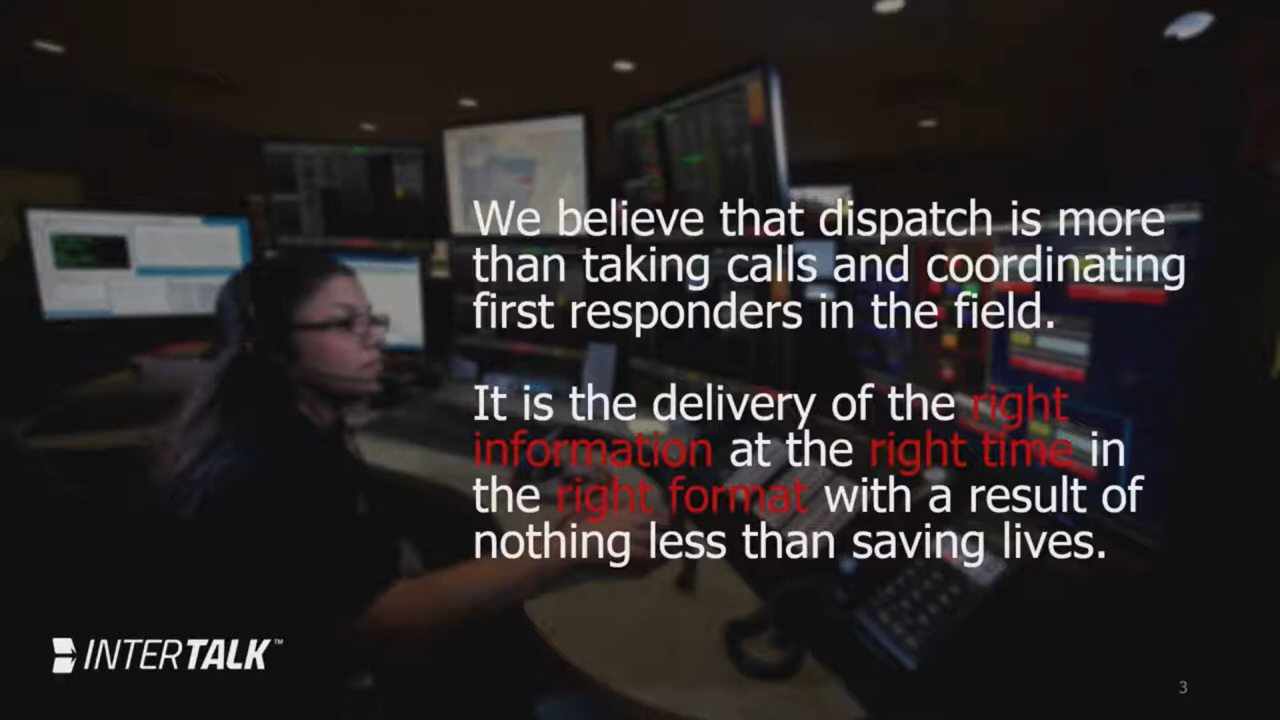 We believe that dispatch is more
than taking calls and coordinating
first responders in the field.
It is the delivery of the right
information at the right time in
the right format with a result of
nothing less than saving lives.
INTERTALK™
3